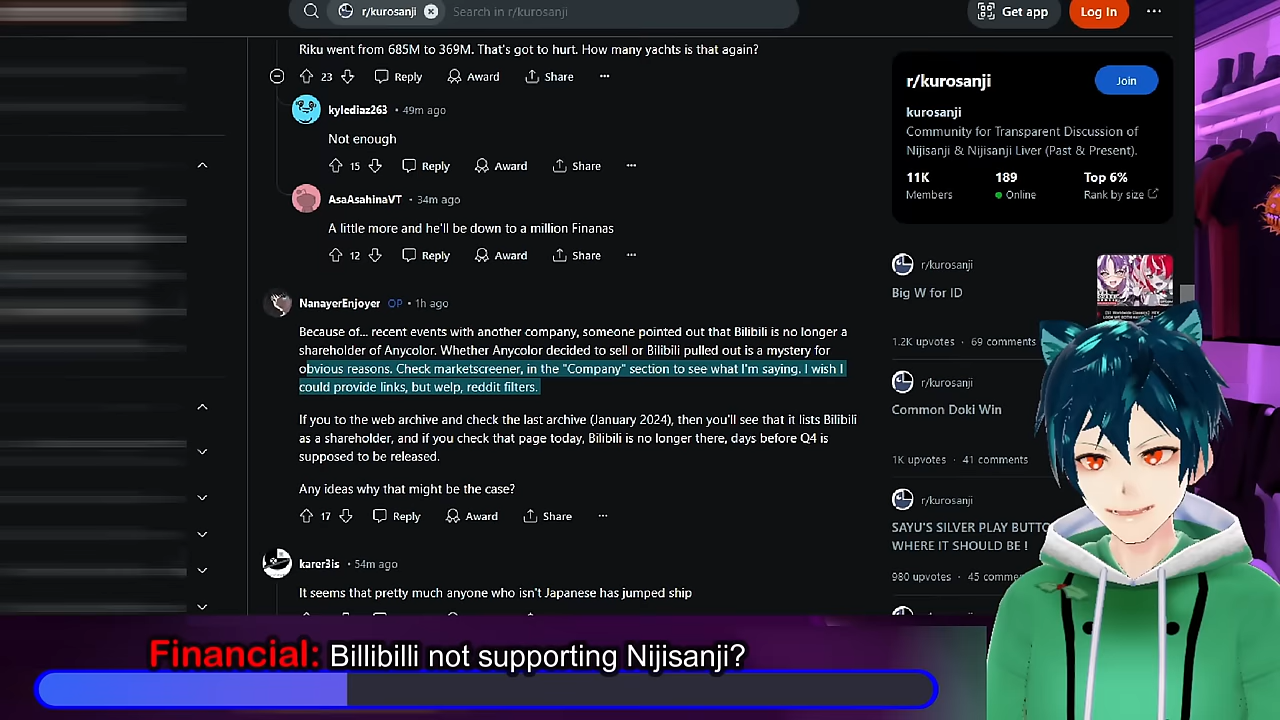 r/kurosanji
Search in r/kurosanji
Get app
Log In
Riku went from 685M to 369M. That's got to hurt. How many yachts is that again?
23
Reply
Award
Share
kylediaz263 • 49m ago
Not enough
15
Reply
Award
Share
AsaAsahinaVT • 34m ago
A little more and he'll be down to a million Finanas
12
Reply
Award
Share
NanayerEnjoyer OP • 1h ago
Because of... recent events with another company, someone pointed out that Bilibili is no longer a
shareholder of Anycolor. Whether Anycolor decided to sell or Bilibili pulled out is a mystery for
obvious reasons. Check marketscreener, in the "Company" section to see what I'm saying. I wish I
could provide links, but welp, reddit filters.
If you to the web archive and check the last archive (January 2024), then you'll see that it lists Bilibili
as a shareholder, and if you check that page today, Bilibili is no longer there, days before Q4 is
supposed to be released.
Any ideas why that might be the case?
17
Reply
Award
Share
karer3is • 54m ago
It seems that pretty much anyone who isn't Japanese has jumped ship
r/kurosanji
Join
kurosanji
Community for Transparent Discussion of
Nijisanji & Nijisanji Liver (Past & Present).
11K 189 Top 6%
Members Online Rank by size
r/kurosanji
Big W for ID
1.2K upvotes · 69 comments
r/kurosanji
Common Doki Win
1K upvotes · 41 comments
r/kurosanji
SAYU'S SILVER PLAY BUTTO
WHERE IT SHOULD BE !
980 upvotes · 45 comme
Financial: Billibilli not supporting Nijisanji?